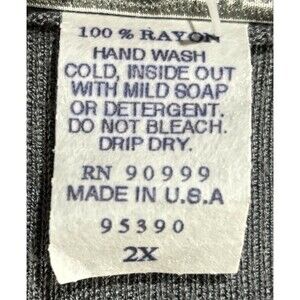 100 % RAYON
HAND WASH
COLD, INSIDE OUT
WITH MILD SOAP
OR DETERGENT.
DO NOT BLEACH.
DRIP DRY.
RN 90999
MADE IN U.S.A
95390
2X